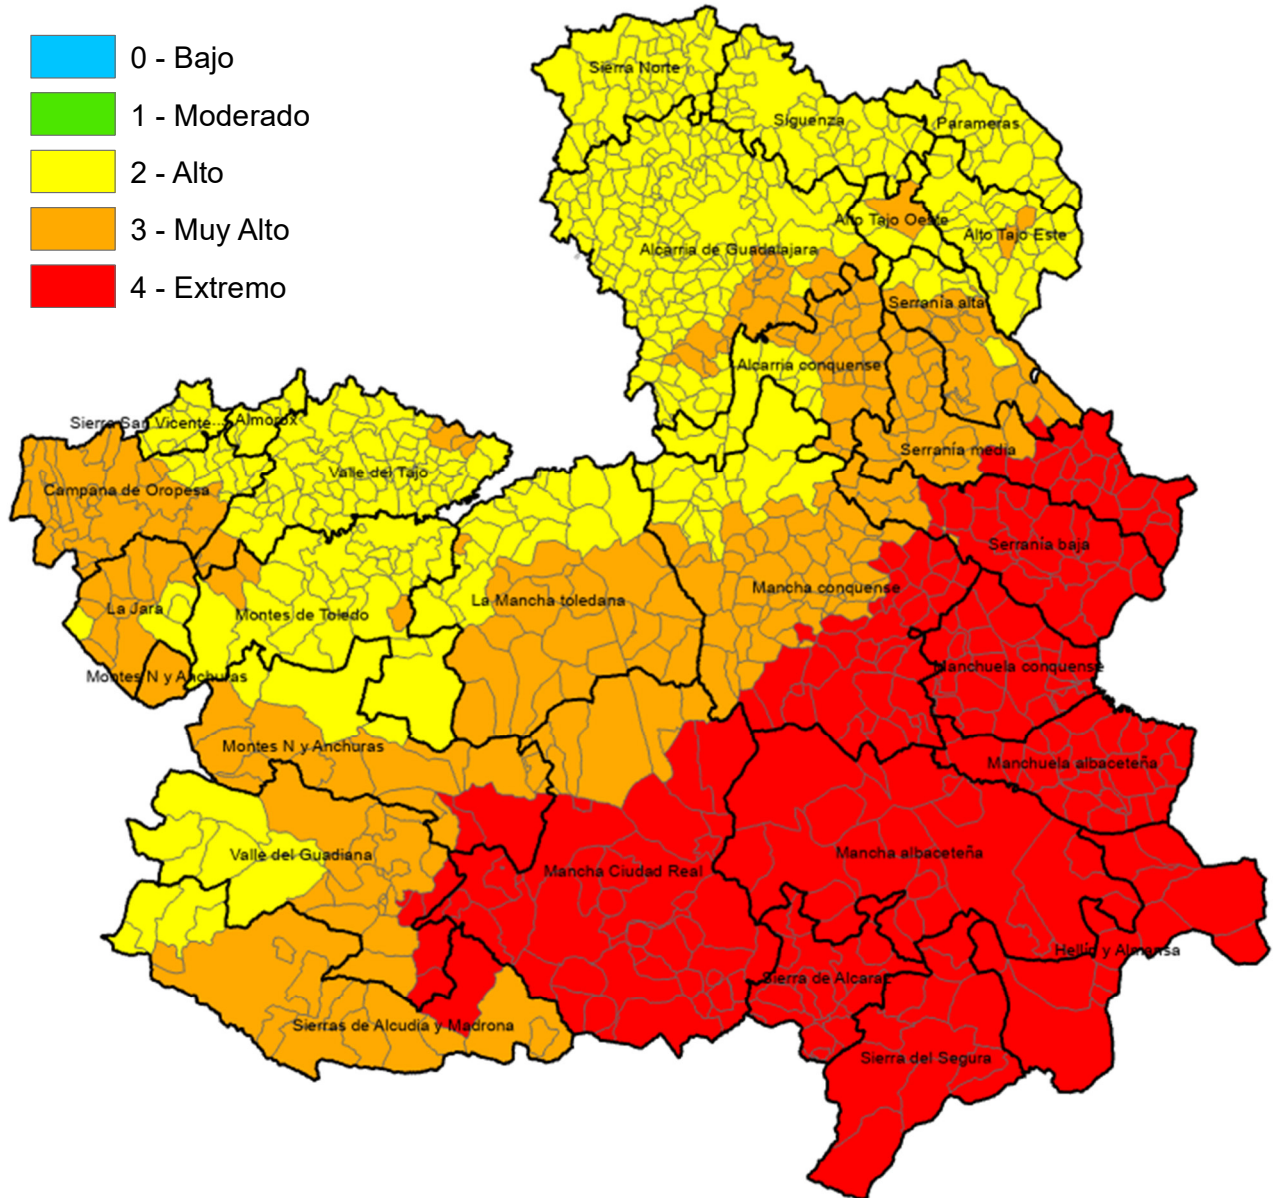 0 - Bajo
1 - Moderado
2 - Alto
3 - Muy Alto
4 - Extremo
Sierra Norte
Sigüenza
Parameras
Alto Tajo Oeste
Alto Tajo Este
Alcarria de Guadalajara
Serranía alta
Alcarria conquense
Sierra San Vicente
Almorox
Serranía media
Valle del Tajo
Campana de Oropesa
Serranía baja
Mancha conquense
La Mancha toledana
La Jara
Montes de Toledo
Manchuela conquense
Montes N y Anchuras
Montes N y Anchuras
Manchuela albaceteña
Valle del Guadiana
Mancha albaceteña
Mancha Ciudad Real
Hellín y Almansa
Sierra de Alcaraz
Sierras de Alcudia y Madrona
Sierra del Segura